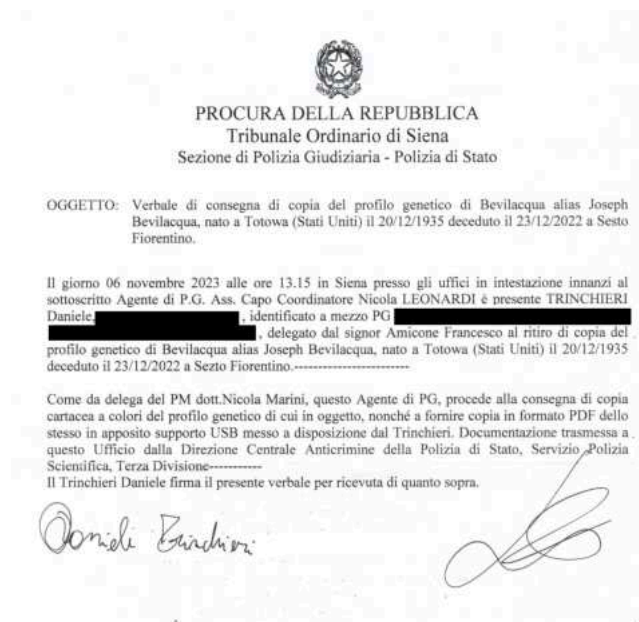 PROCURA DELLA REPUBBLICA
Tribunale Ordinario di Siena
Sezione di Polizia Giudiziaria - Polizia di Stato
OGGETTO: Verbale di consegna di copia del profilo genetico di Bevilacqua alias Joseph
Bevilacqua, nato a Totowa (Stati Uniti) il 20/12/1935 deceduto il 23/12/2022 a Sesto
Fiorentino.
Il giorno 06 novembre 2023 alle ore 13.15 in Siena presso gli uffici in intestazione innanzi al
sottoscritto Agente di P.G. Ass. Capo Coordinatore Nicola LEONARDI è presente TRINCHIERI
Daniele, , identificato a mezzo PG
, delegato dal signor Amicone Francesco al ritiro di copia del
profilo genetico di Bevilacqua alias Joseph Bevilacqua, nato a Totowa (Stati Uniti) il 20/12/1935
deceduto il 23/12/2022 a Sezto Fiorentino.------------------------
Come da delega del PM dott.Nicola Marini, questo Agente di PG, procede alla consegna di copia
cartacea a colori del profilo genetico di cui in oggetto, nonché a fornire copia in formato PDF dello
stesso in apposito supporto USB messo a disposizione dal Trinchieri. Documentazione trasmessa a
questo Ufficio dalla Direzione Centrale Anticrimine della Polizia di Stato, Servizio Polizia
Scientifica, Terza Divisione-----------
Il Trinchieri Daniele firma il presente verbale per ricevuta di quanto sopra.
Daniele Trinchieri